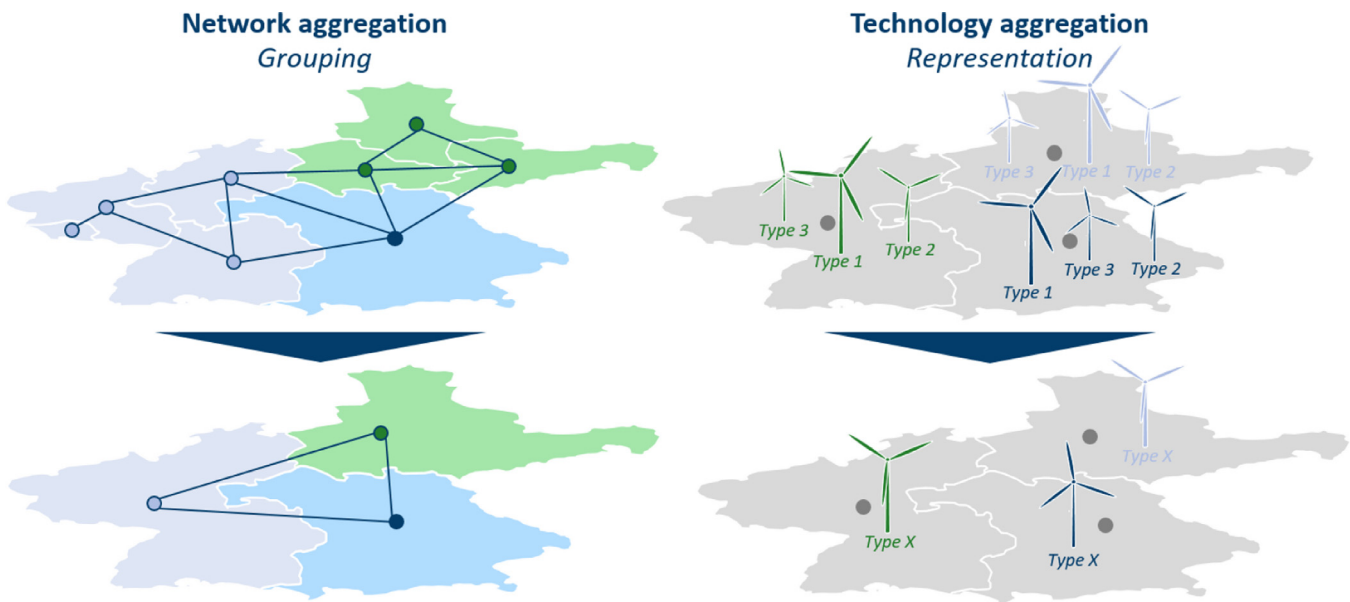 Network aggregation
Grouping
Technology aggregation
Representation
Type 3
Type 1
Type 2
Type 3
Type 1
Type 2
Type 1
Type 3
Type 2
Type X
Type X
Type X